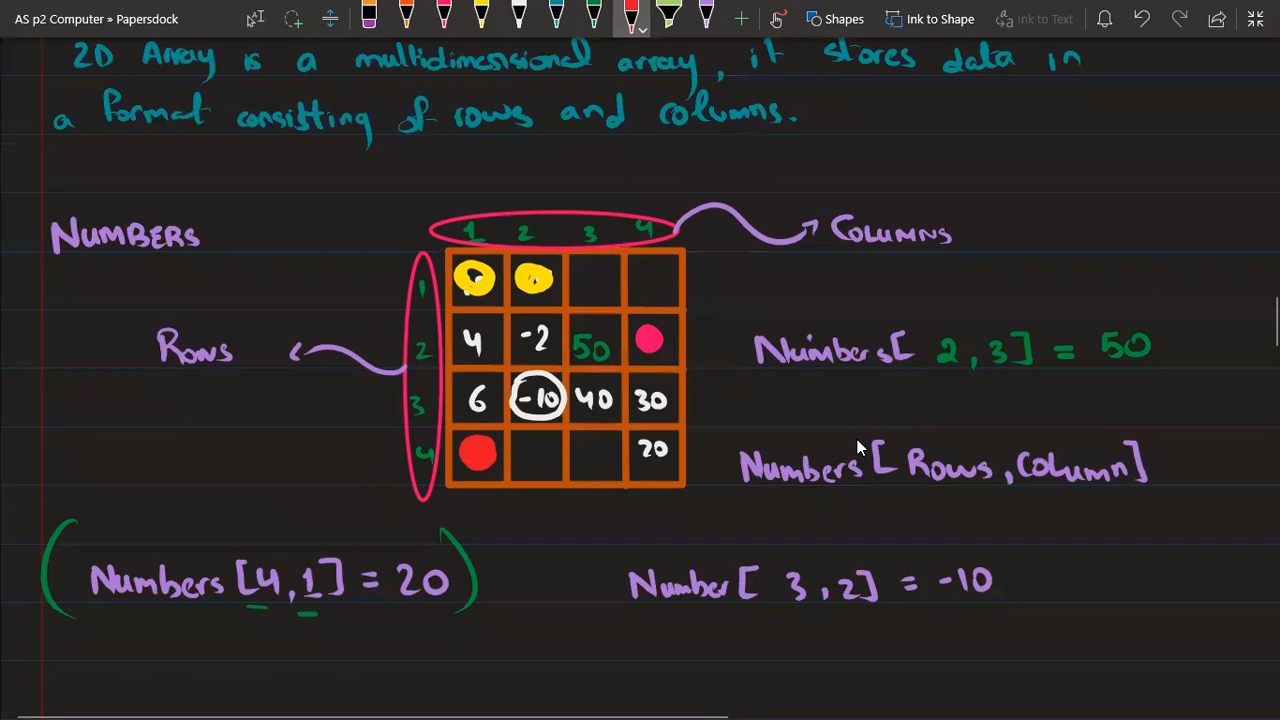 AS p2 Computer » Papersdock
Shapes
Ink to Shape
Ink to Text
2D Array is a multidimensional array, it stores data in
a format consisting of rows and columns.
NUMBERS
1 2 3 4
COLUMNS
1
Rows
2 4 -2 50
Numbers[ 2,3] = 50
3 6 -10 40 30
4 20
Numbers[Rows,Column]
(Numbers[4,1] = 20)
Number[ 3,2] = -10